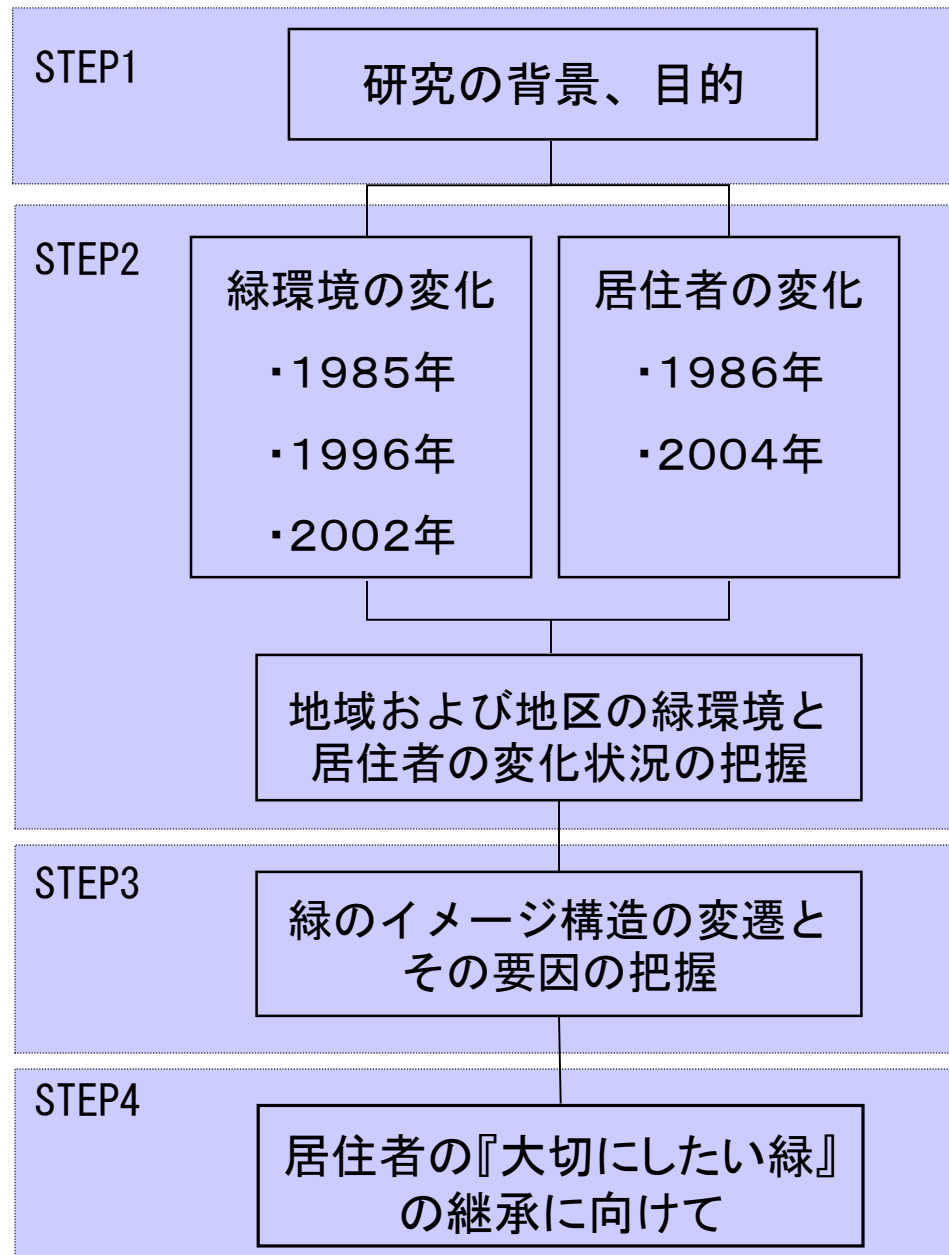 STEP1
研究の背景、目的
STEP2
緑環境の変化
・1985年
・1996年
・2002年
居住者の変化
・1986年
・2004年
地域および地区の緑環境と
居住者の変化状況の把握
STEP3
緑のイメージ構造の変遷と
その要因の把握
STEP4
居住者の『大切にしたい緑』
の継承に向けて